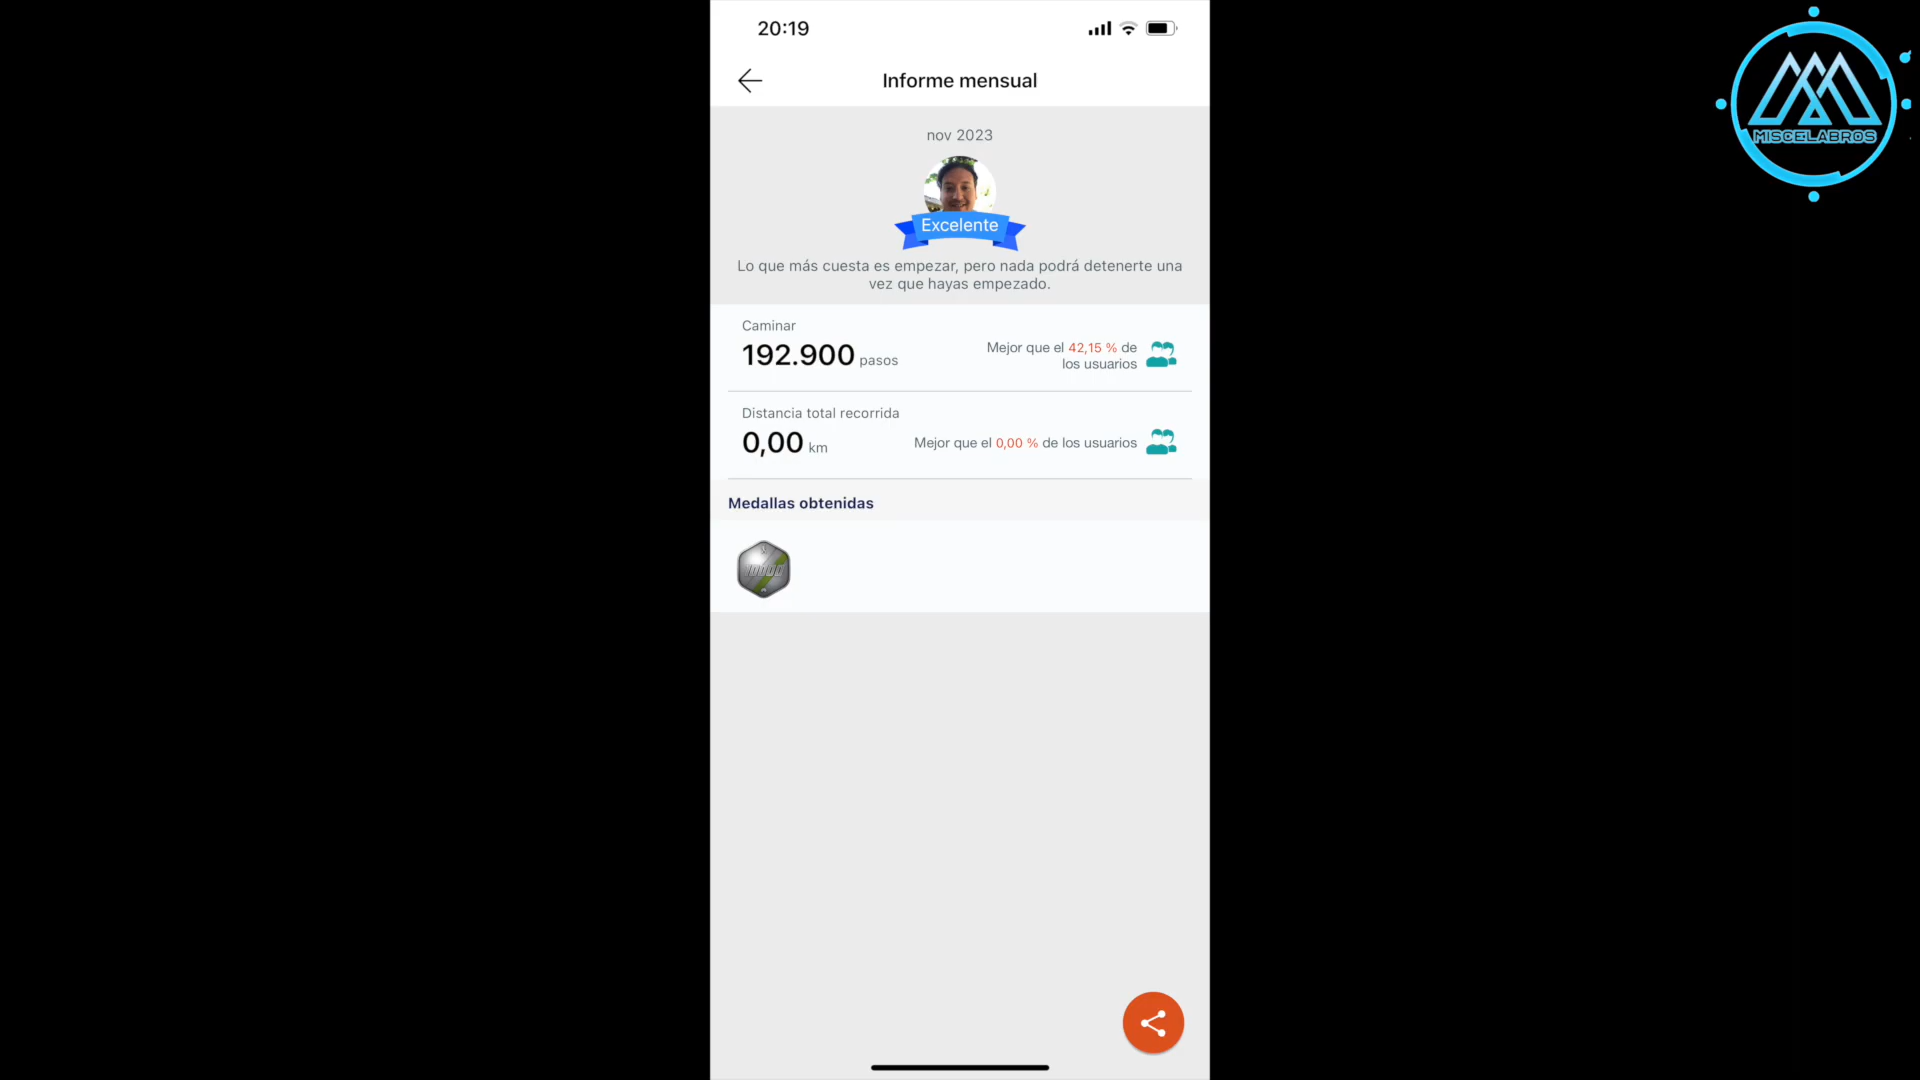 20:19
Informe mensual
nov 2023
Excelente
Lo que más cuesta es empezar, pero nada podrá detenerte una
vez que hayas empezado.
Caminar
192.900 pasos
Mejor que el 42,15 % de
los usuarios
Distancia total recorrida
0,00 km
Mejor que el 0,00 % de los usuarios
Medallas obtenidas
10000
MISCELABROS